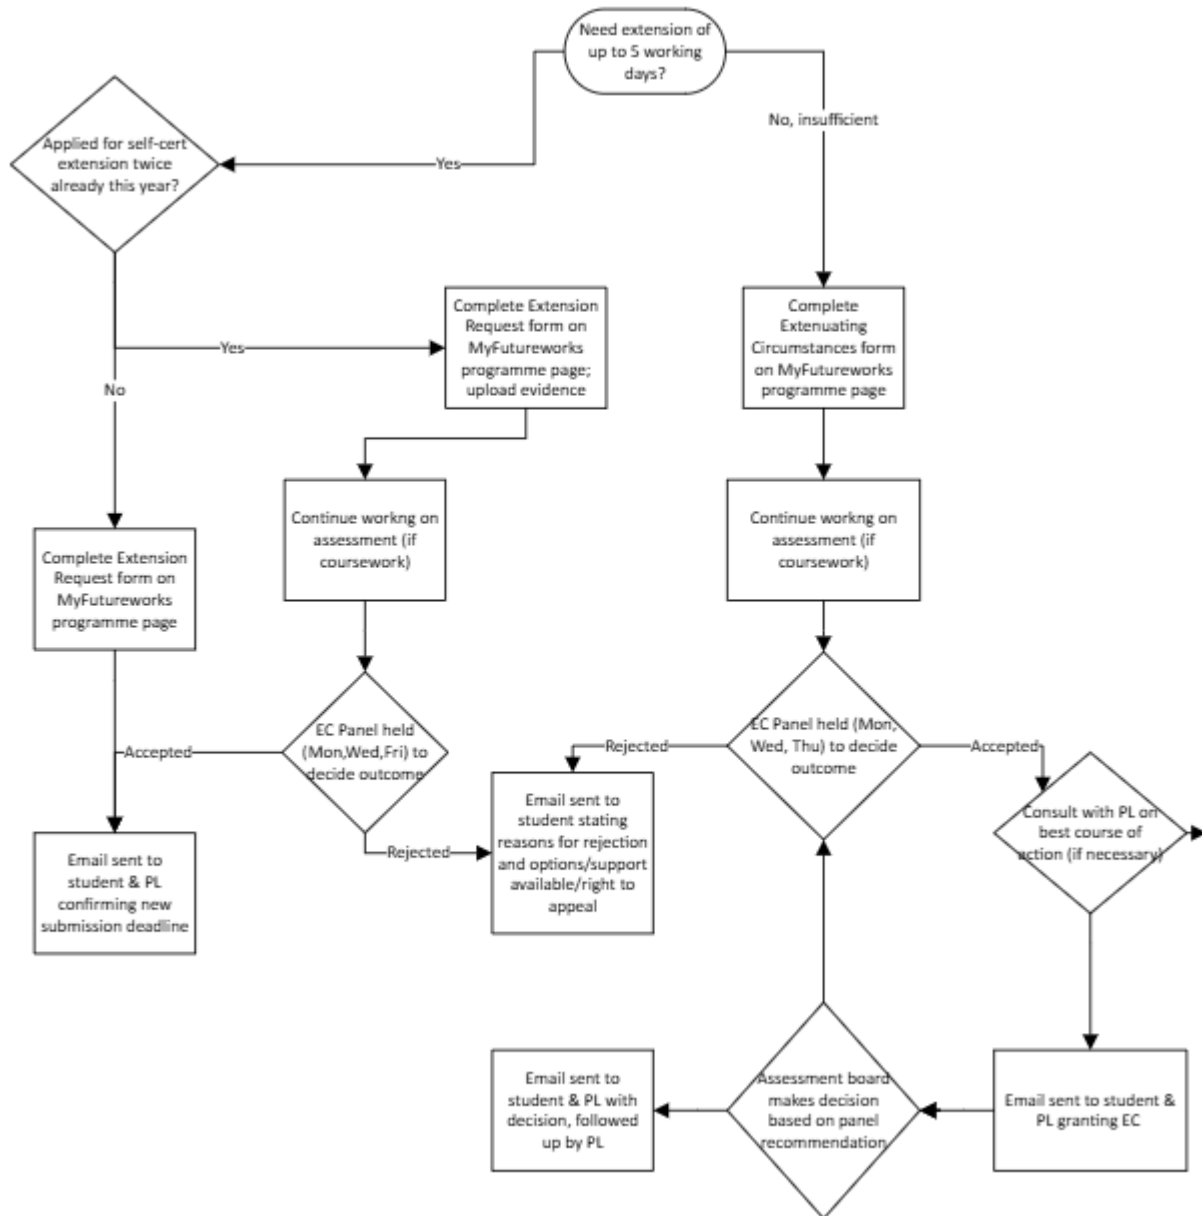 Need extension of
up to 5 working
days?
No, insufficient
Applied for self-cert
extension twice
already this year?
Yes
Complete Extension
Request form on
MyFutureworks
programme page;
upload evidence
Complete
Extenuating
Circumstances form
on MyFutureworks
programme page
Yes
No
Continue workng on
assessment (if
coursework)
Continue workng on
assessment (if
coursework)
Complete Extension
Request form on
MyFutureworks
programme page
EC Panel held
(Mon,Wed,Fri) to
decide outcome
Accepted
EC Panel held (Mon,
Wed, Thu) to decide
outcome
Rejected
Accepted
Email sent to
student stating
reasons for rejection
and options/support
available/right to
appeal
Consult with PL on
best course of
action (if necessary)
Rejected
Email sent to
student & PL
confirming new
submission deadline
Email sent to
student & PL with
decision, followed
up by PL
Assessment board
makes decision
based on panel
recommendation
Email sent to student &
PL granting EC